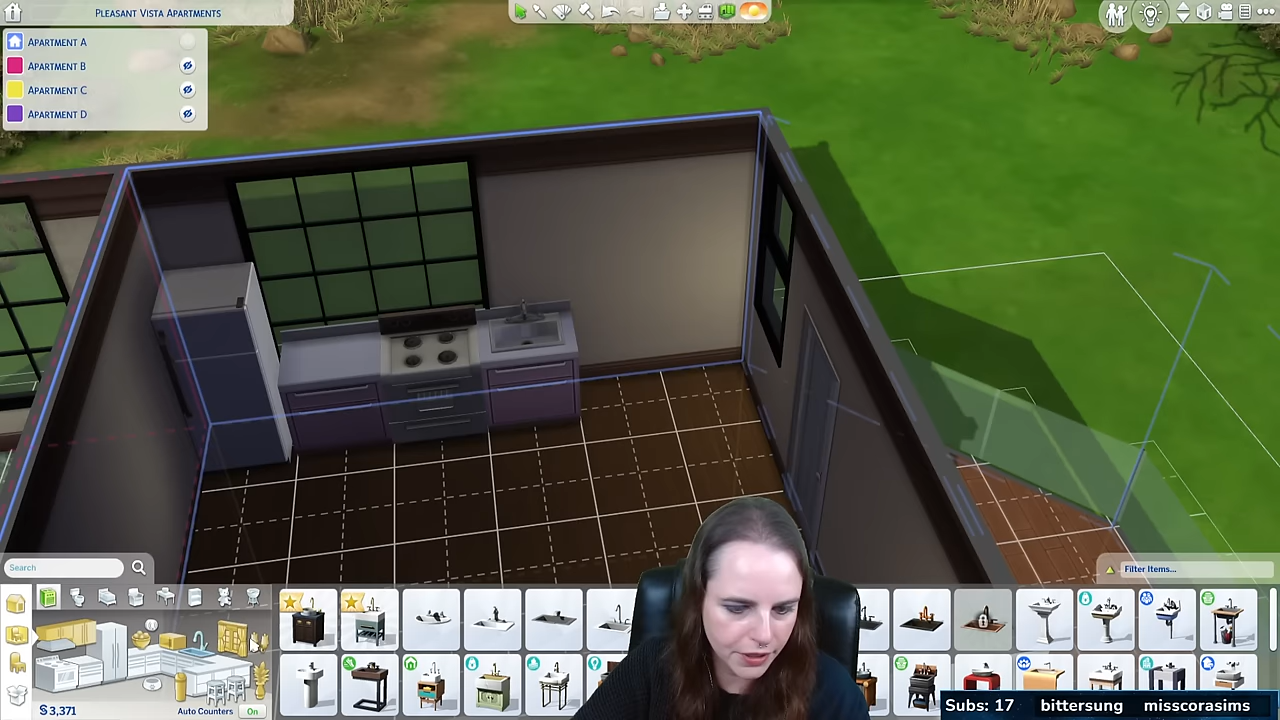 PLEASANT VISTA APARTMENTS
APARTMENT A
APARTMENT B
APARTMENT C
APARTMENT D
Search
Filter Items...
§3,371
Auto Counters
On
Subs: 17 bittersung misscorasims